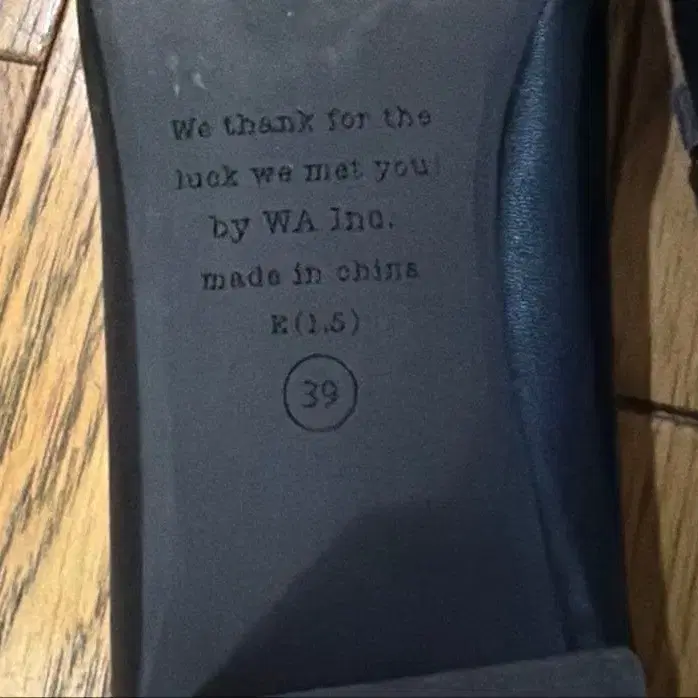 We thank for the
luck we met you
by WA Inc.
made in china
E(1.5)
39